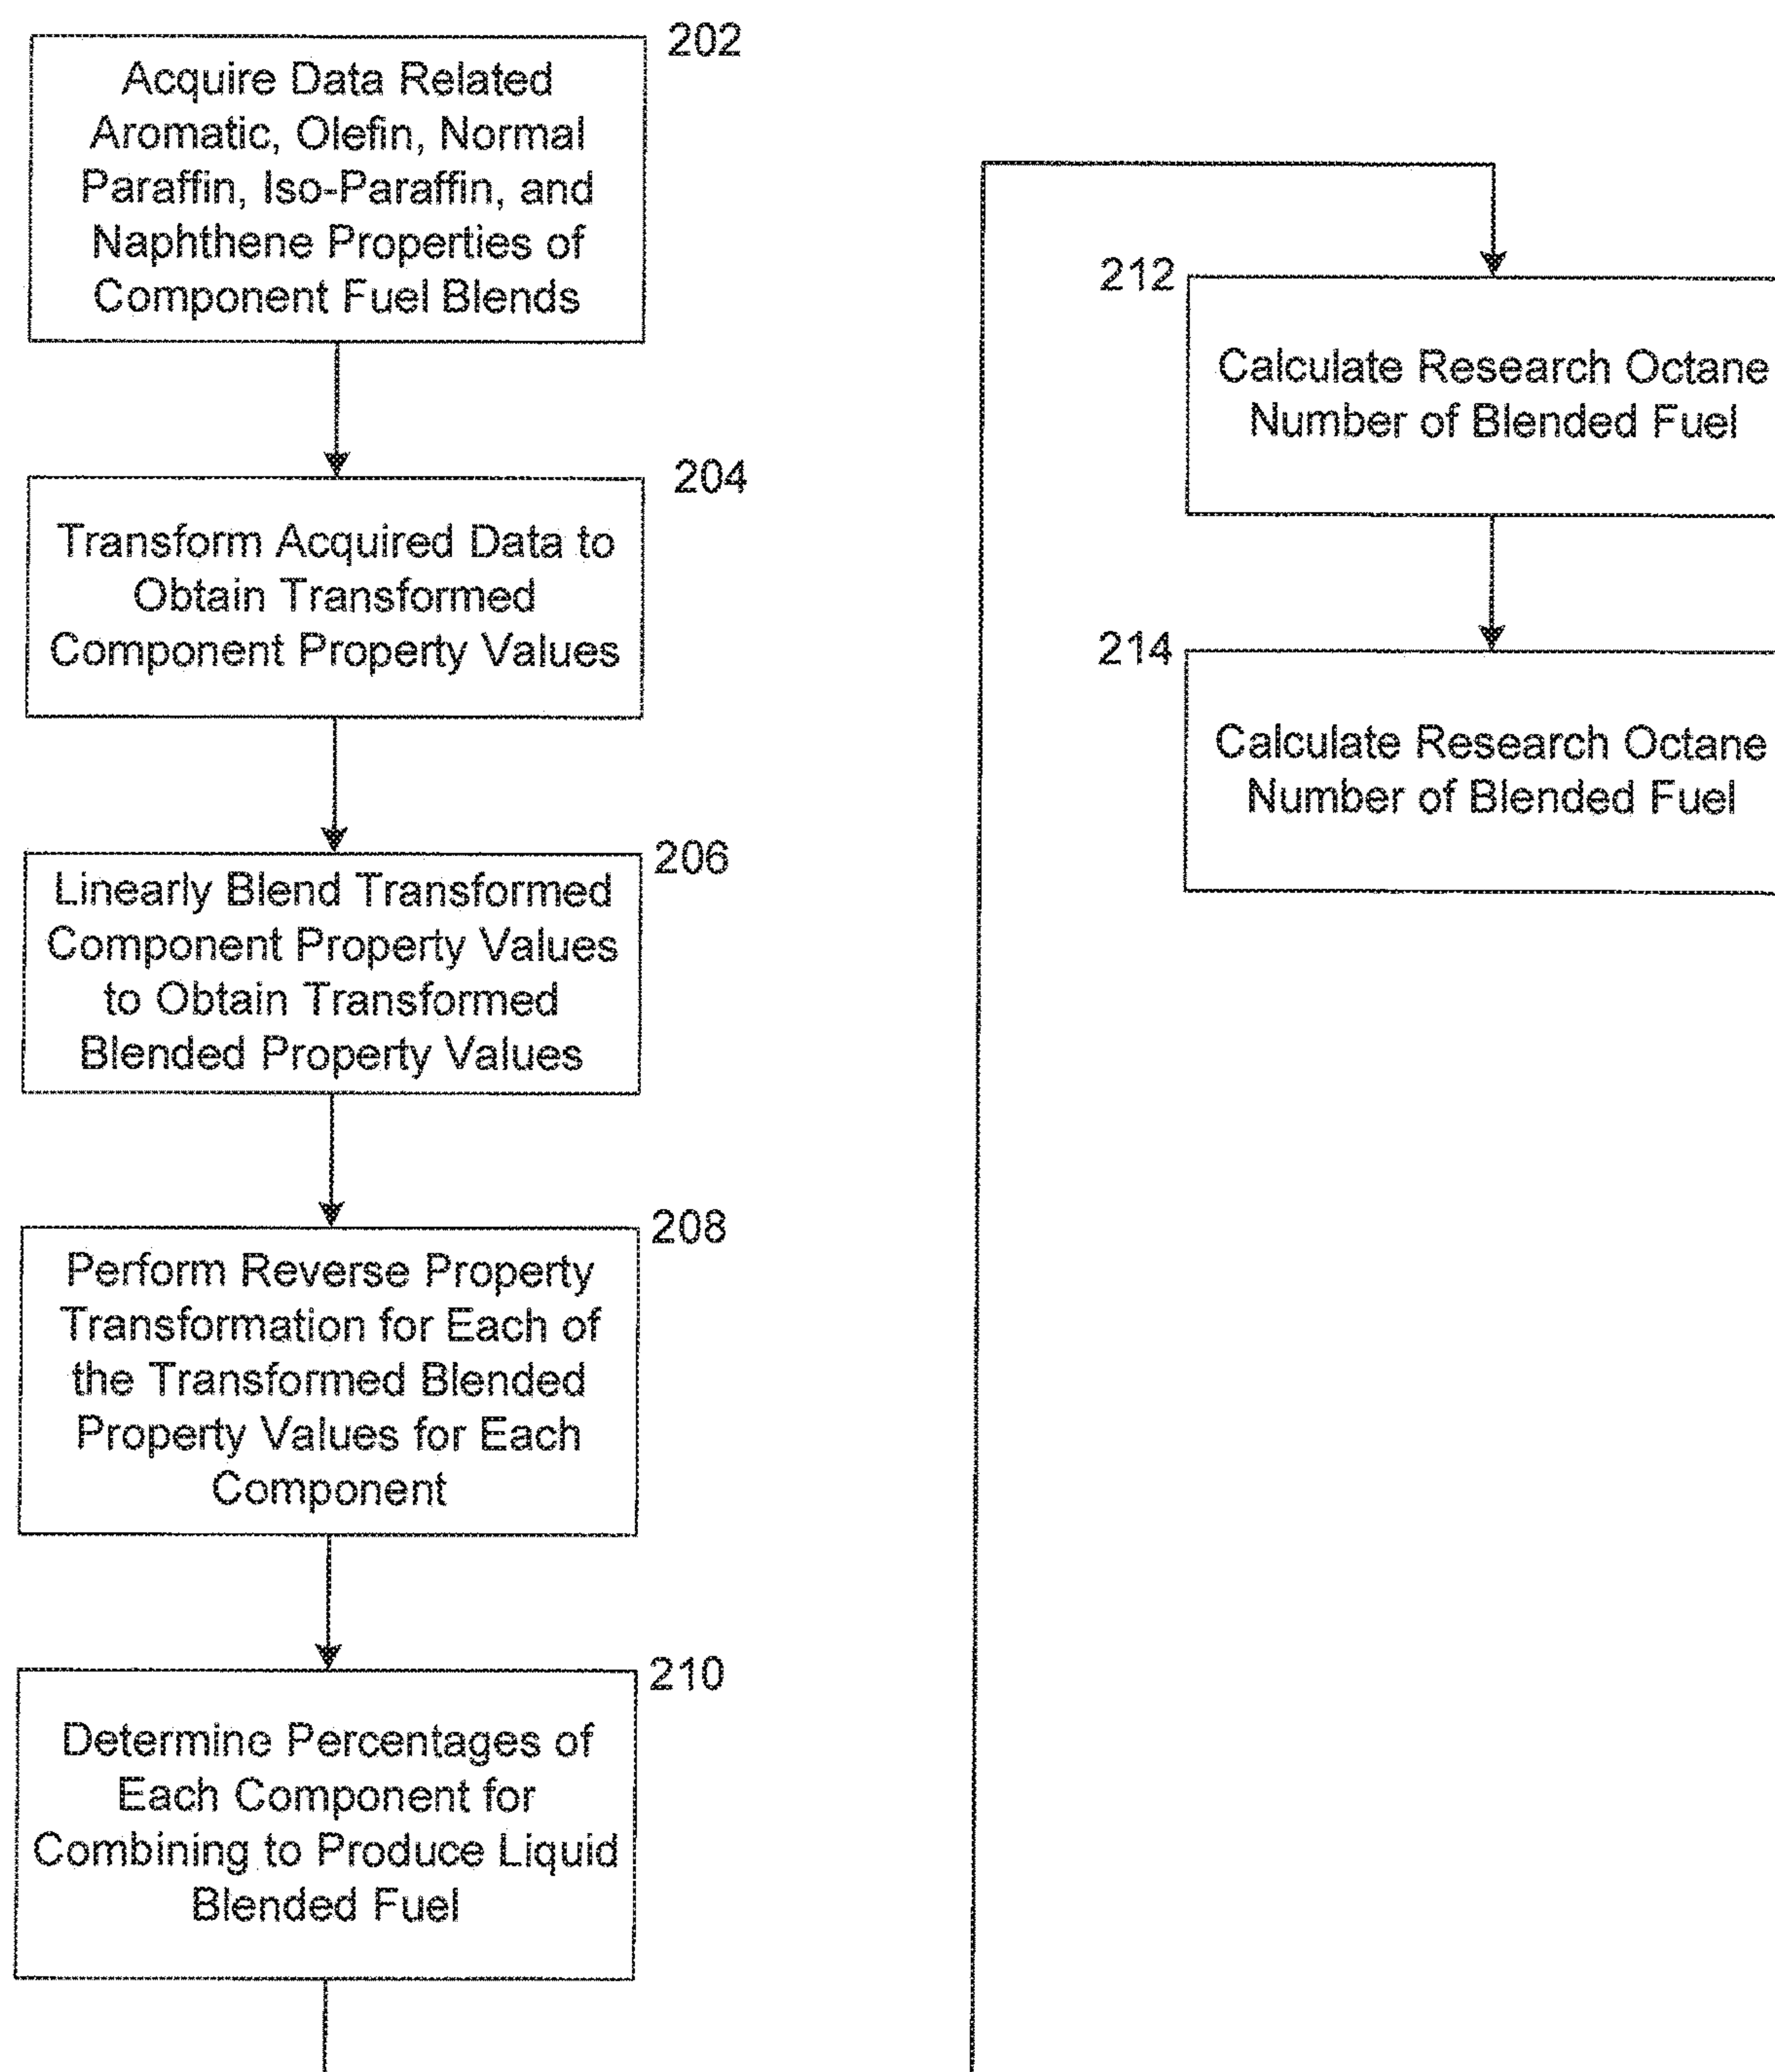 202
Acquire Data Related
Aromatic, Olefin, Normal
Paraffin, Iso-Paraffin, and
Naphthene Properties of
Component Fuel Blends
204
Transform Acquired Data to
Obtain Transformed
Component Property Values
206
Linearly Blend Transformed
Component Property Values
to Obtain Transformed
Blended Property Values
208
Perform Reverse Property
Transformation for Each of
the Transformed Blended
Property Values for Each
Component
210
Determine Percentages of
Each Component for
Combining to Produce Liquid
Blended Fuel
212
Calculate Research Octane
Number of Blended Fuel
214
Calculate Research Octane
Number of Blended Fuel